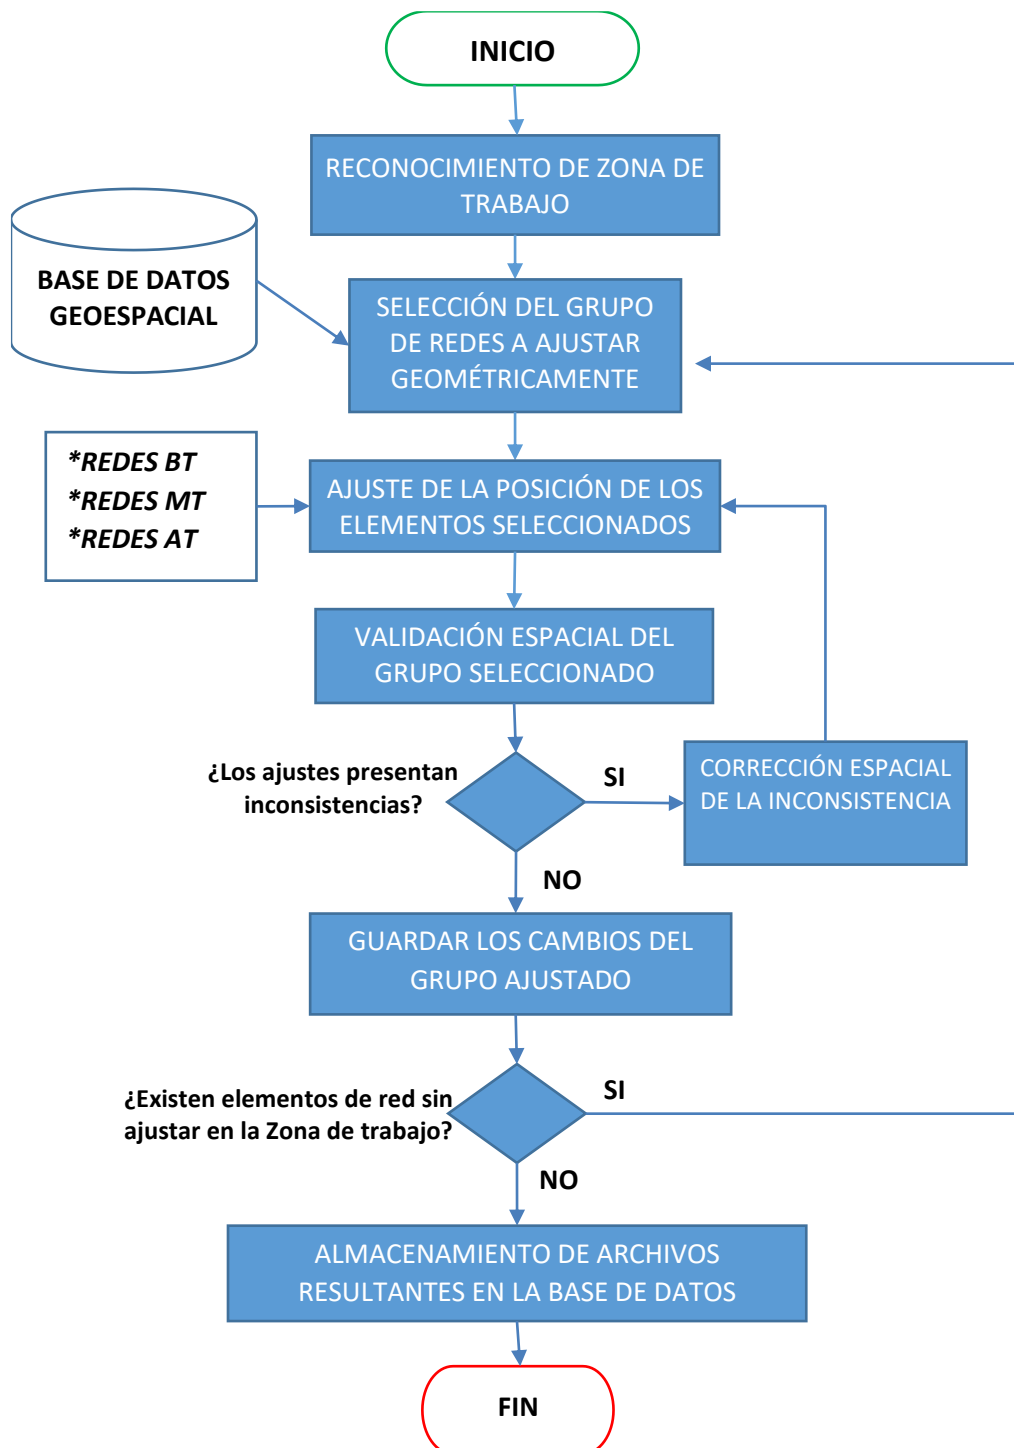 INICIO
RECONOCIMIENTO DE ZONA DE
TRABAJO
BASE DE DATOS
GEOESPACIAL
SELECCIÓN DEL GRUPO
DE REDES A AJUSTAR
GEOMÉTRICAMENTE
*REDES BT
*REDES MT
*REDES AT
AJUSTE DE LA POSICIÓN DE LOS
ELEMENTOS SELECCIONADOS
VALIDACIÓN ESPACIAL DEL
GRUPO SELECCIONADO
¿Los ajustes presentan
inconsistencias?
SI
CORRECCIÓN ESPACIAL
DE LA INCONSISTENCIA
NO
GUARDAR LOS CAMBIOS DEL
GRUPO AJUSTADO
¿Existen elementos de red sin
ajustar en la Zona de trabajo?
SI
NO
ALMACENAMIENTO DE ARCHIVOS
RESULTANTES EN LA BASE DE DATOS
FIN